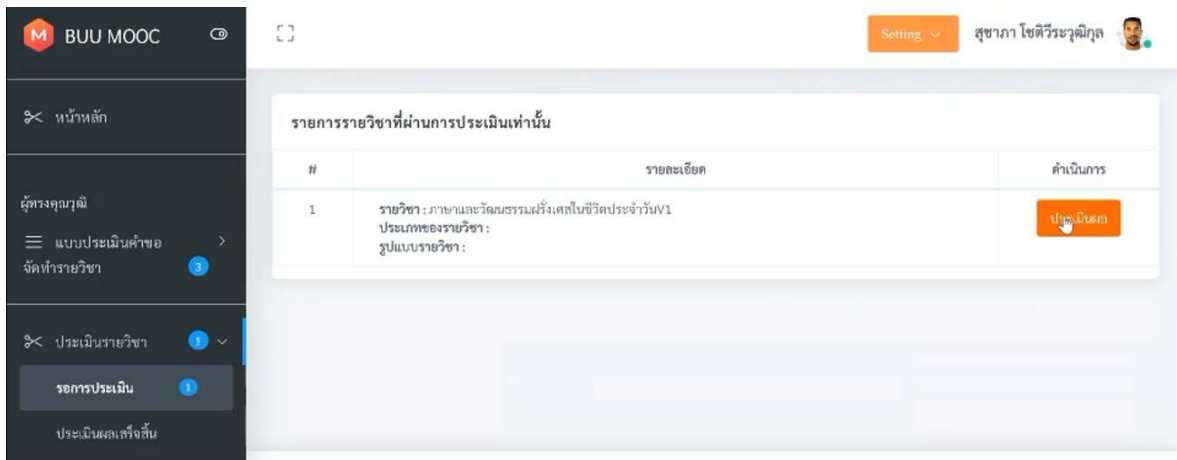 BUU MOOC
Setting
สุชาภา โชติวีระวุฒิกุล
หน้าหลัก
ผู้ทรงคุณวุฒิ
แบบประเมินคำขอ
จัดทำรายวิชา 3
ประเมินรายวิชา 1
รอการประเมิน 1
ประเมินผลเสร็จสิ้น
รายการรายวิชาที่ผ่านการประเมินเท่านั้น
# รายละเอียด ดำเนินการ
1 รายวิชา : ภาษาและวัฒนธรรมฝรั่งเศสในชีวิตประจำวันV1 ประเมินผล
ประเภทของรายวิชา :
รูปแบบรายวิชา :